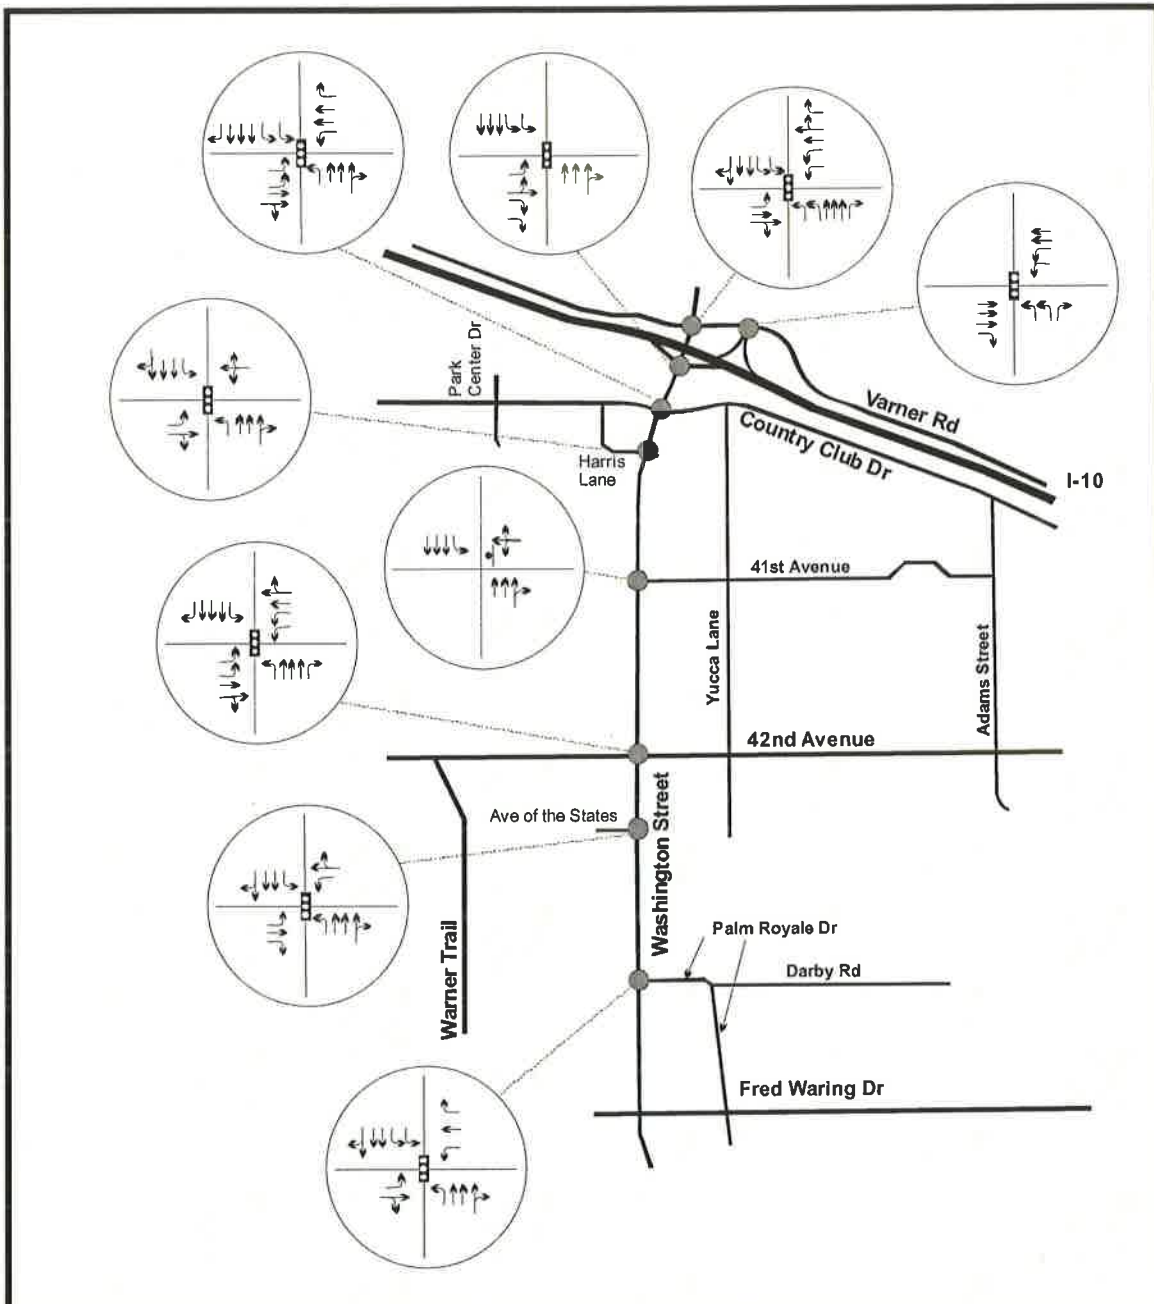 Park
Center Dr
Varner Rd
Country Club Dr
I-10
Harris
Lane
41st Avenue
Yucca Lane
Adams Street
42nd Avenue
Ave of the States
Washington Street
Warner Trail
Palm Royale Dr
Darby Rd
Fred Waring Dr